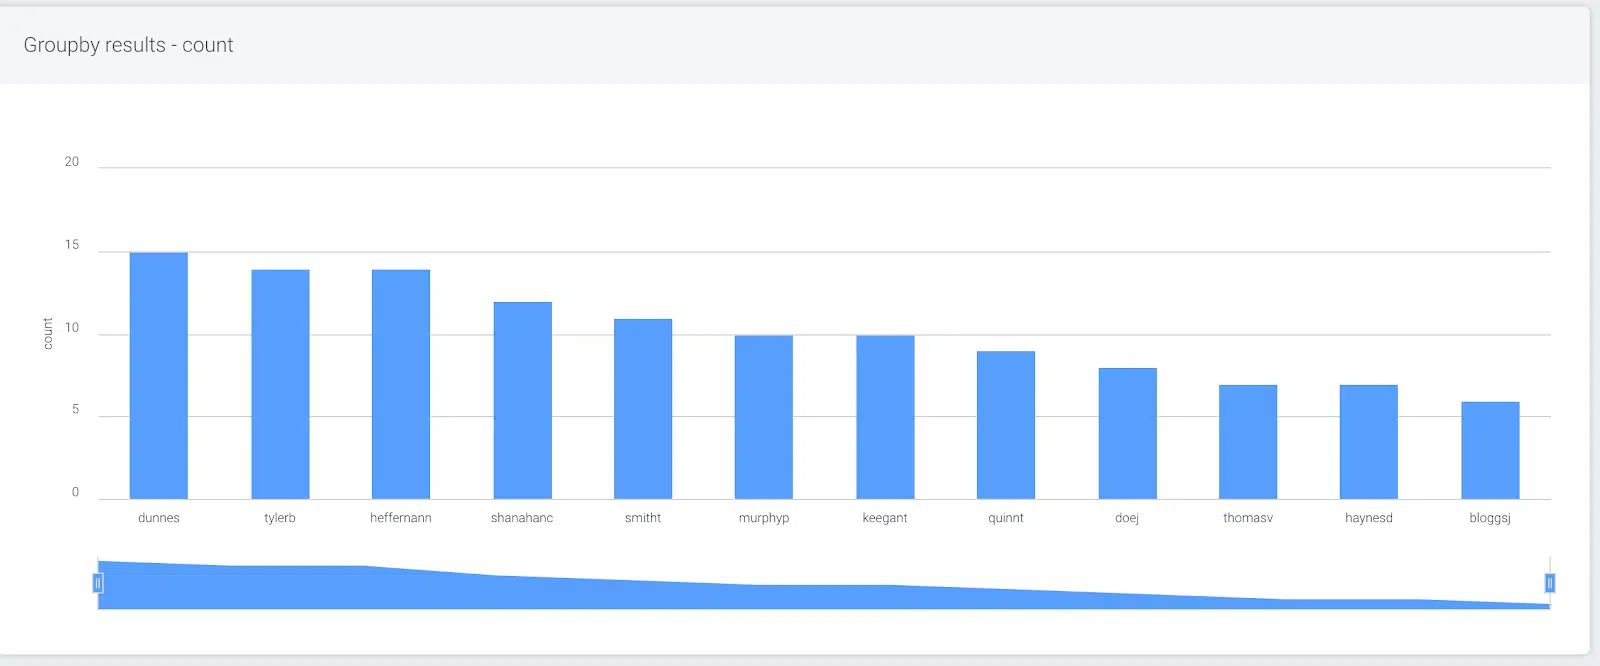 Groupby results - count
20
15
10
5
0
count
dunnes tylerb heffernann shanahanc smitht murphyp keegant quinnt doej thomasv haynesd bloggsj